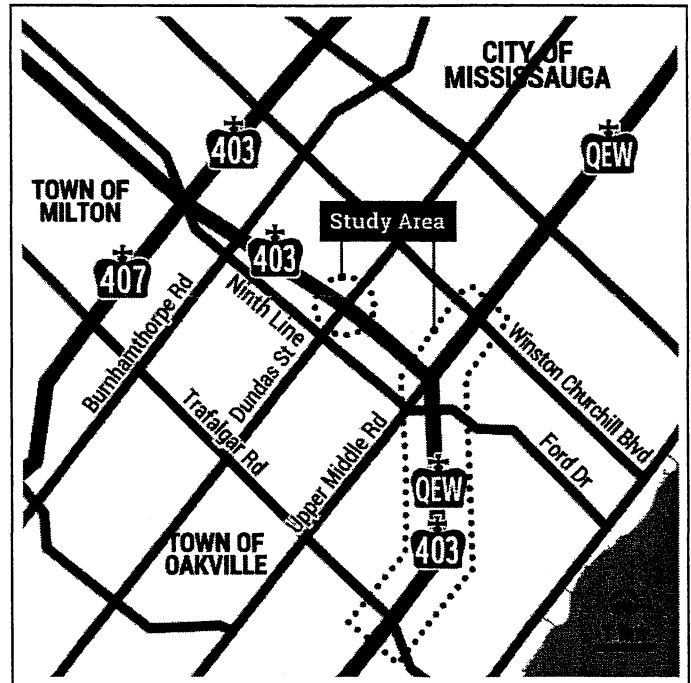 CITY OF
MISSISSAUGA
403
QEW
TOWN OF
MILTON
Study Area
403
407
Burnhamthorpe Rd
Ninth Line
Dundas St
Winston Churchill Blvd
Trafalgar Rd
Upper Middle Rd
Ford Dr
QEW
403
TOWN OF
OAKVILLE